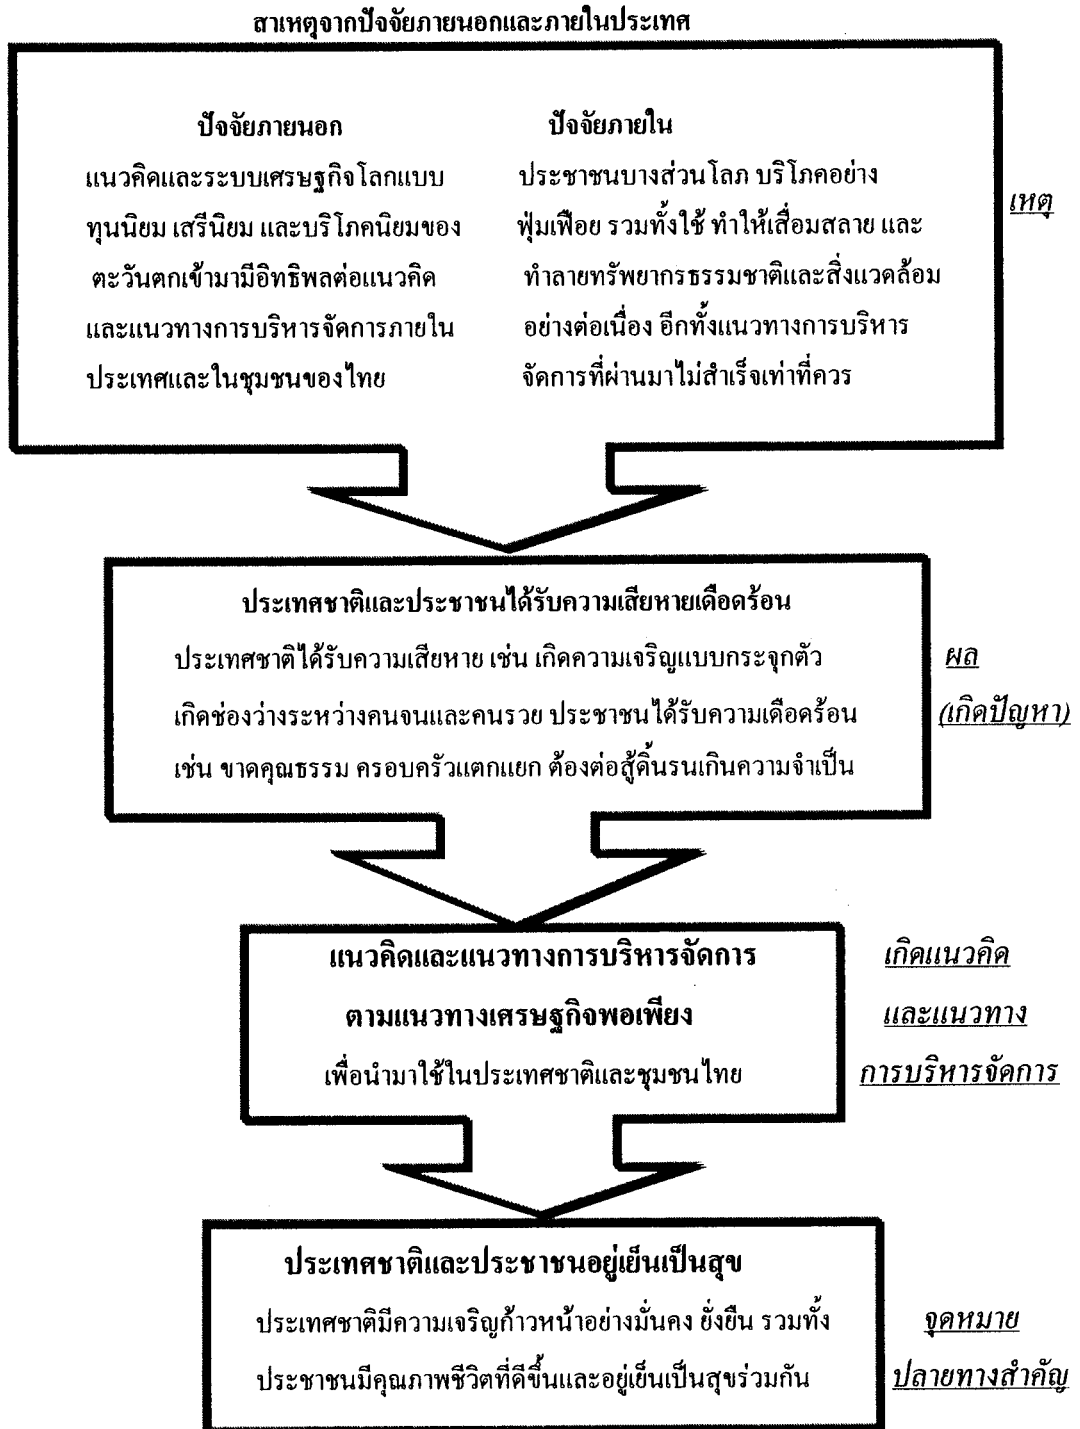 สาเหตุจากปัจจัยภายนอกและภายในประเทศ
ปัจจัยภายนอก
แนวคิดและระบบเศรษฐกิจโลกแบบ
ทุนนิยม เสรีนิยม และบริโภคนิยมของ
ตะวันตกเข้ามามีอิทธิพลต่อแนวคิด
และแนวทางการบริหารจัดการภายใน
ประเทศและในชุมชนของไทย
ปัจจัยภายใน
ประชาชนบางส่วนโลภ บริโภคอย่าง
ฟุ่มเฟือย รวมทั้งใช้ ทำให้เสื่อมสลาย และ
ทำลายทรัพยากรธรรมชาติและสิ่งแวดล้อม
อย่างต่อเนื่อง อีกทั้งแนวทางการบริหาร
จัดการที่ผ่านมาไม่สำเร็จเท่าที่ควร
เหตุ
ประเทศชาติและประชาชนได้รับความเสียหายเดือดร้อน
ประเทศชาติได้รับความเสียหาย เช่น เกิดความเจริญแบบกระจุกตัว
เกิดช่องว่างระหว่างคนจนและคนรวย ประชาชนได้รับความเดือดร้อน
เช่น ขาดคุณธรรม ครอบครัวแตกแยก ต้องต่อสู้ดิ้นรนเกินความจำเป็น
ผล
(เกิดปัญหา)
แนวคิดและแนวทางการบริหารจัดการ
ตามแนวทางเศรษฐกิจพอเพียง
เพื่อนำมาใช้ในประเทศชาติและชุมชนไทย
เกิดแนวคิด
และแนวทาง
การบริหารจัดการ
ประเทศชาติและประชาชนอยู่เย็นเป็นสุข
ประเทศชาติมีความเจริญก้าวหน้าอย่างมั่นคง ยั่งยืน รวมทั้ง
ประชาชนมีคุณภาพชีวิตที่ดีขึ้นและอยู่เย็นเป็นสุขร่วมกัน
จุดหมาย
ปลายทางสำคัญ